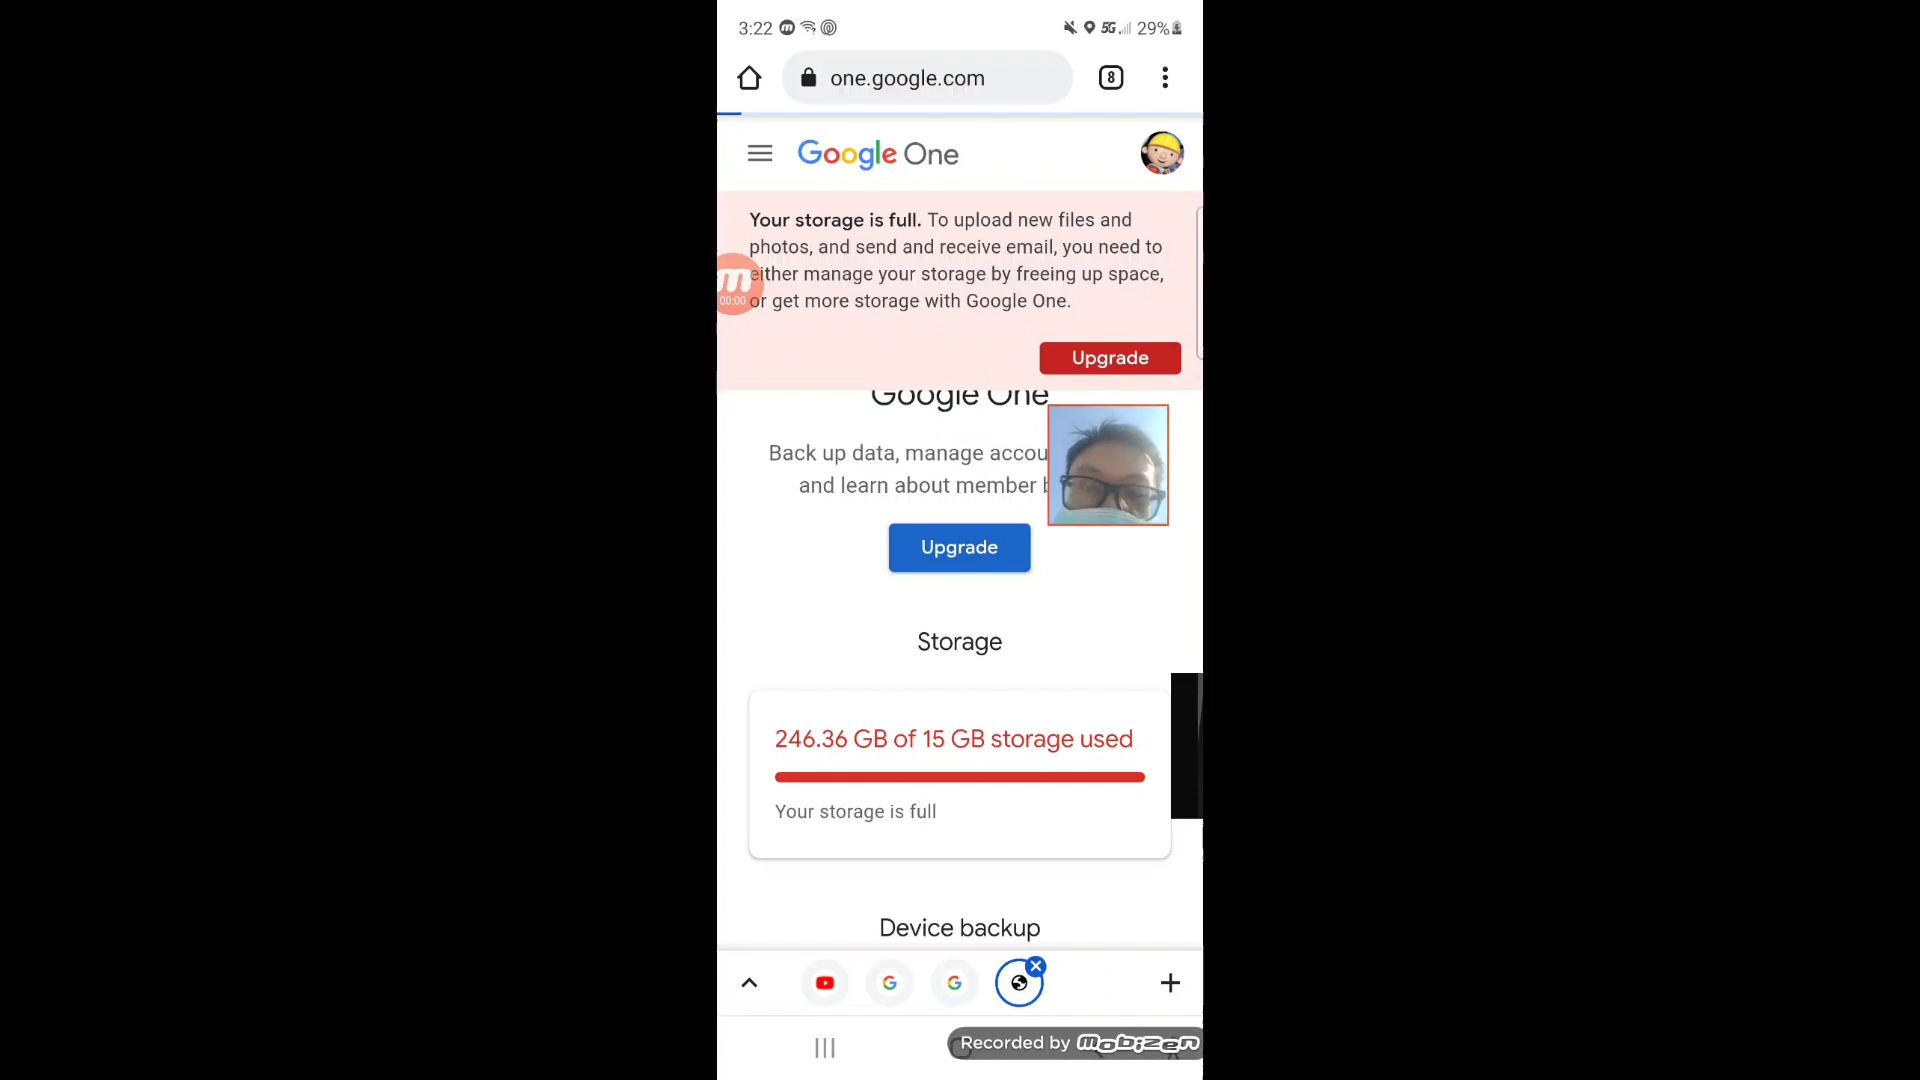 3:22
5G
29%
one.google.com
8
Google One
Your storage is full. To upload new files and
photos, and send and receive email, you need to
either manage your storage by freeing up space,
or get more storage with Google One.
m
00:00
Upgrade
Google One
Back up data, manage accou
and learn about member b
Upgrade
Storage
246.36 GB of 15 GB storage used
Your storage is full
Device backup
G
G
Recorded by mobizen